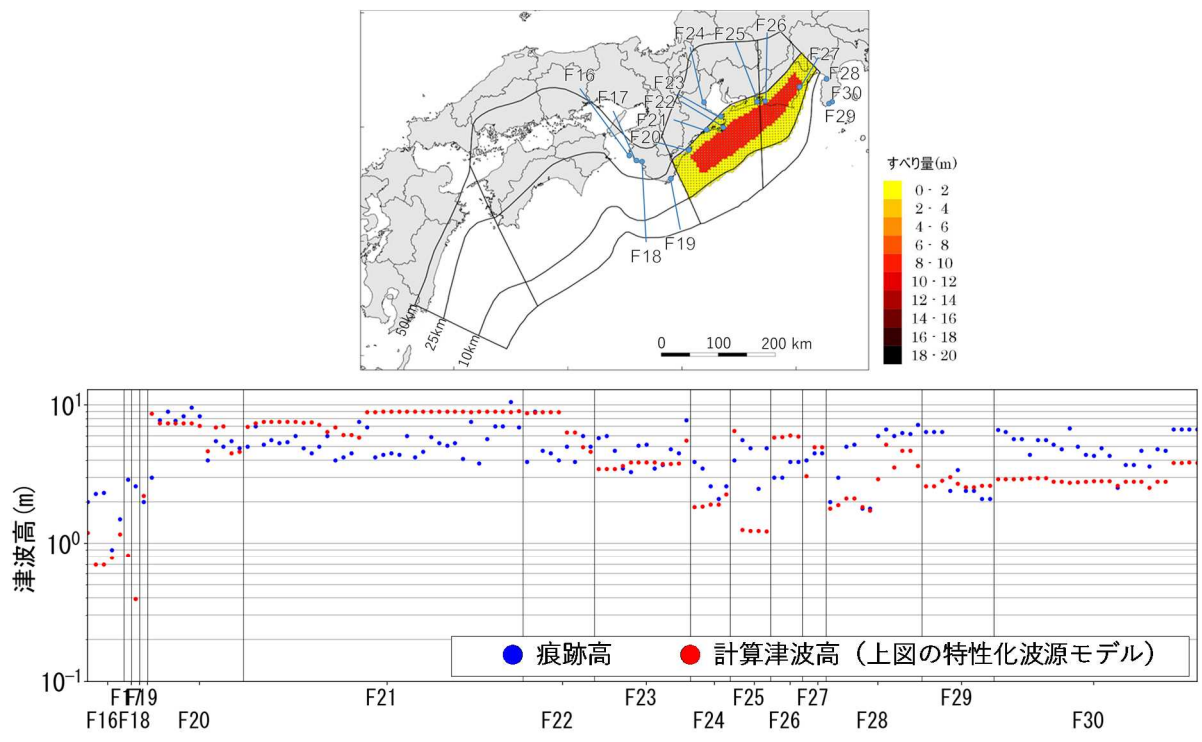 F26
F25
F24
F27
F28
F16
F23
F17
F22
F30
F21
F29
F20
すべり量(m)
0 - 2
2 - 4
4 - 6
6 - 8
8 - 10
10 - 12
12 - 14
14 - 16
16 - 18
18 - 20
F19
F18
50km
25km
10km
0 100 200 km
10¹
10⁰
10⁻¹
津波高(m)
痕跡高
計算津波高（上図の特性化波源モデル）
F17 F19 F21 F23 F25 F27 F29
F16 F18 F20 F22 F24 F26 F28 F30